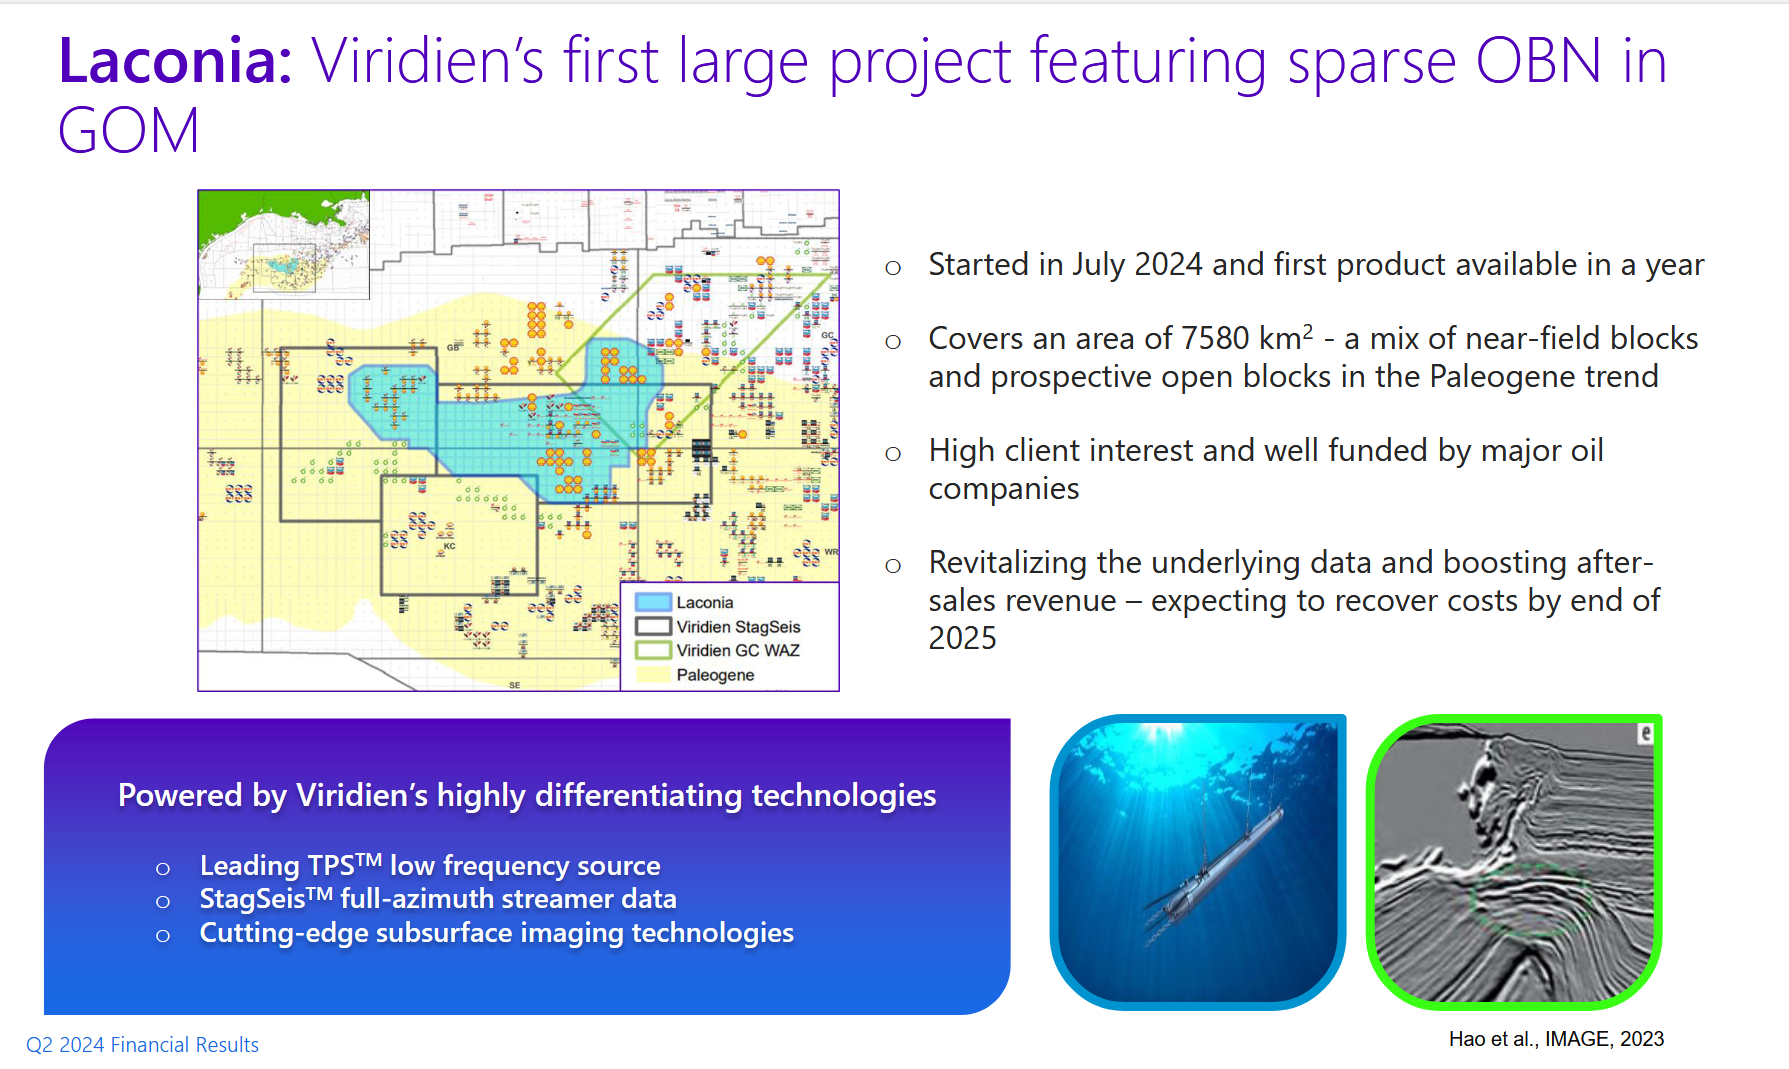 Laconia: Viridien’s first large project featuring sparse OBN in
GOM
GB
GC
KC
WR
SE
Laconia
Viridien StagSeis
Viridien GC WAZ
Paleogene
○ Started in July 2024 and first product available in a year
○ Covers an area of 7580 km² - a mix of near-field blocks
and prospective open blocks in the Paleogene trend
○ High client interest and well funded by major oil
companies
○ Revitalizing the underlying data and boosting after-
sales revenue – expecting to recover costs by end of
2025
Powered by Viridien’s highly differentiating technologies
○ Leading TPS™ low frequency source
○ StagSeis™ full-azimuth streamer data
○ Cutting-edge subsurface imaging technologies
e
Q2 2024 Financial Results
Hao et al., IMAGE, 2023